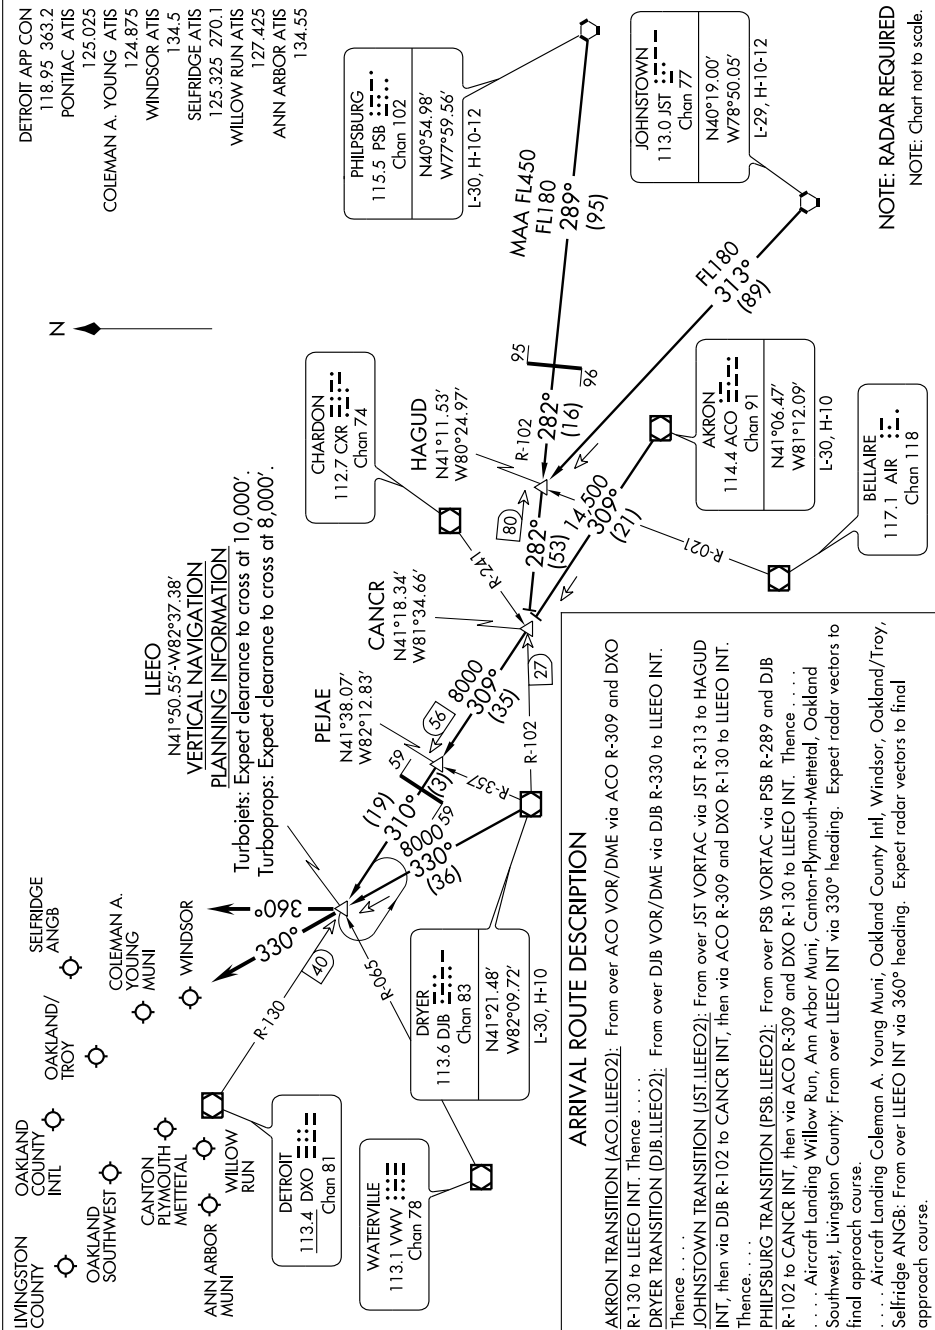 DETROIT APP CON
118.95 363.2
PONTIAC ATIS
125.025
COLEMAN A. YOUNG ATIS
124.875
WINDSOR ATIS
134.5
SELFRIDGE ATIS
125.325 270.1
WILLOW RUN ATIS
127.425
ANN ARBOR ATIS
134.55
PHILPSBURG
115.5 PSB
Chan 102
N40°54.98'
W77°59.56'
L-30, H-10-12
JOHNSTOWN
113.0 JST
Chan 77
N40°19.00'
W78°50.05'
L-29, H-10-12
NOTE: RADAR REQUIRED
NOTE: Chart not to scale.
N
MAA FL450
FL180
289°
(95)
FL180
313°
(89)
95
96
282°
(16)
R-102
HAGUD
N41°11.53'
W80°24.97'
CHARDON
112.7 CXR
Chan 74
AKRON
114.4 ACO
Chan 91
N41°06.47'
W81°12.09'
L-30, H-10
BELLAIRE
117.1 AIR
Chan 118
R-021
80
282°
(53)
14,500
309°
(21)
R-241
CANCR
N41°18.34'
W81°34.66'
27
R-102
8000
309°
(35)
56
PEJAE
N41°38.07'
W82°12.83'
59
(3)
R-357
59
(19)
310°
8000
330°
(36)
LLEEO
N41°50.55'-W82°37.38'
VERTICAL NAVIGATION
PLANNING INFORMATION
Turbojets: Expect clearance to cross at 10,000'.
Turboprops: Expect clearance to cross at 8,000'.
360°
330°
40
R-130
R-065
SELFRIDGE
ANGB
COLEMAN A.
YOUNG
MUNI
WINDSOR
OAKLAND/
TROY
OAKLAND
COUNTY
INTL
LIVINGSTON
COUNTY
OAKLAND
SOUTHWEST
CANTON
PLYMOUTH
METTETAL
WILLOW
RUN
ANN ARBOR
MUNI
DETROIT
113.4 DXO
Chan 81
WATERVILLE
113.1 VWV
Chan 78
DRYER
113.6 DJB
Chan 83
N41°21.48'
W82°09.72'
L-30, H-10
ARRIVAL ROUTE DESCRIPTION
AKRON TRANSITION (ACO.LLEEO2): From over ACO VOR/DME via ACO R-309 and DXO
R-130 to LLEEO INT. Thence . . . .
DRYER TRANSITION (DJB.LLEEO2): From over DJB VOR/DME via DJB R-330 to LLEEO INT.
Thence . . . .
JOHNSTOWN TRANSITION (JST.LLEEO2): From over JST VORTAC via JST R-313 to HAGUD
INT, then via DJB R-102 to CANCR INT, then via ACO R-309 and DXO R-130 to LLEEO INT.
Thence. . . .
PHILPSBURG TRANSITION (PSB.LLEEO2): From over PSB VORTAC via PSB R-289 and DJB
R-102 to CANCR INT, then via ACO R-309 and DXO R-130 to LLEEO INT. Thence . . . .
. . . . Aircraft Landing Willow Run, Ann Arbor Muni, Canton-Plymouth-Mettetal, Oakland
Southwest, Livingston County: From over LLEEO INT via 330° heading. Expect radar vectors to
final approach course.
. . . . Aircraft Landing Coleman A. Young Muni, Oakland County Intl, Windsor, Oakland/Troy,
Selfridge ANGB: From over LLEEO INT via 360° heading. Expect radar vectors to final
approach course.